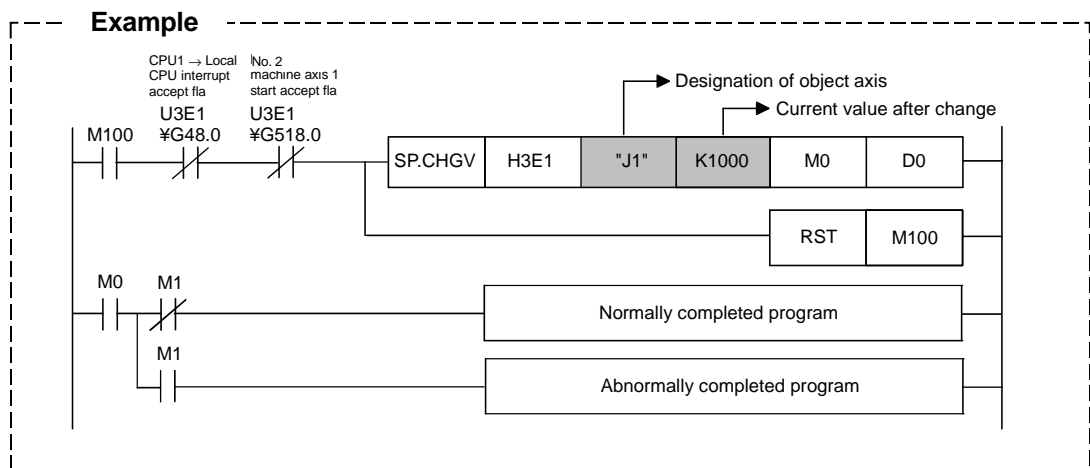 Example
CPU1 → Local
CPU interrupt
accept fla
No. 2
machine axis 1
start accept fla
Designation of object axis
Current value after change
M100
U3E1
¥G48.0
U3E1
¥G518.0
SP.CHGV H3E1 "J1" K1000 M0 D0
RST M100
M0 M1
Normally completed program
M1
Abnormally completed program